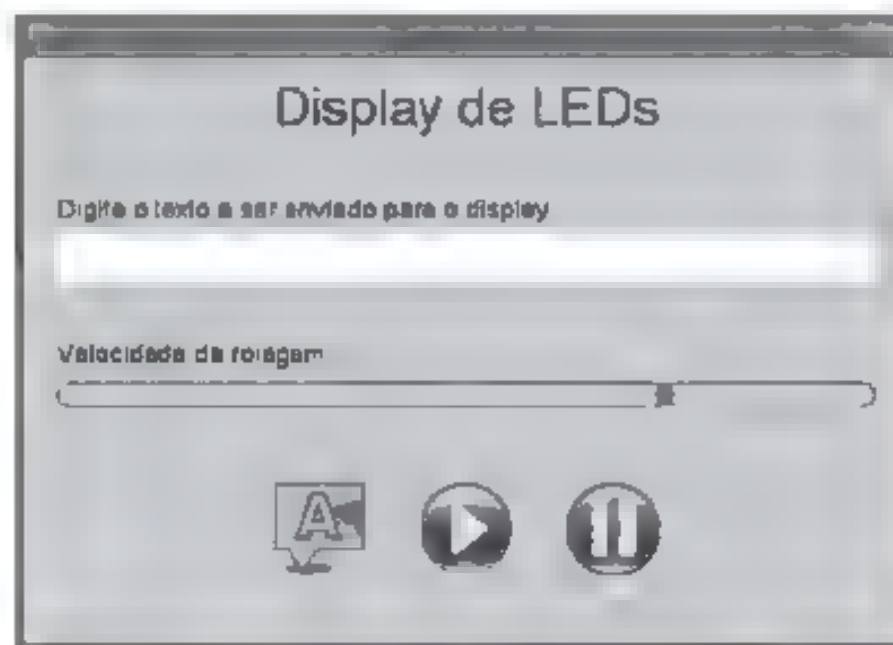 Display de LEDs
Digite o texto a ser enviado para o display
Velocidade de rolagem
A